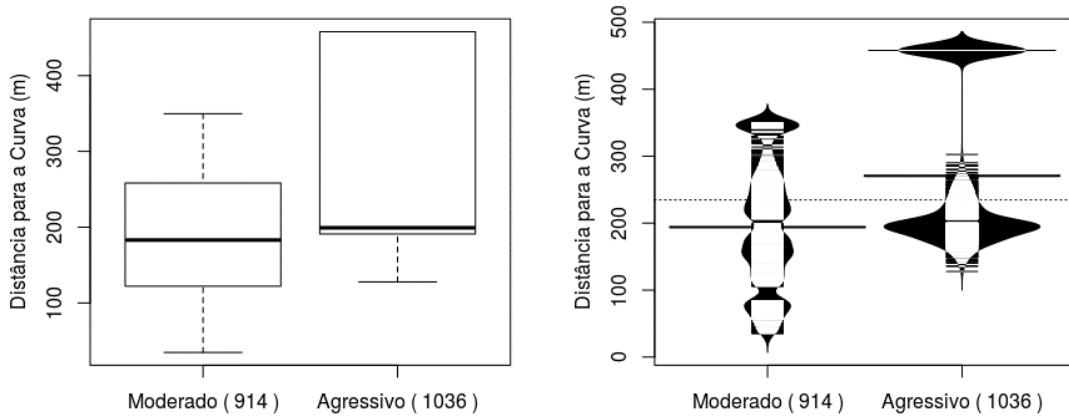 Distância para a Curva (m)
400
300
200
100
Moderado ( 914 )
Agressivo ( 1036 )
Distância para a Curva (m)
500
400
300
200
100
0
Moderado ( 914 )
Agressivo ( 1036 )